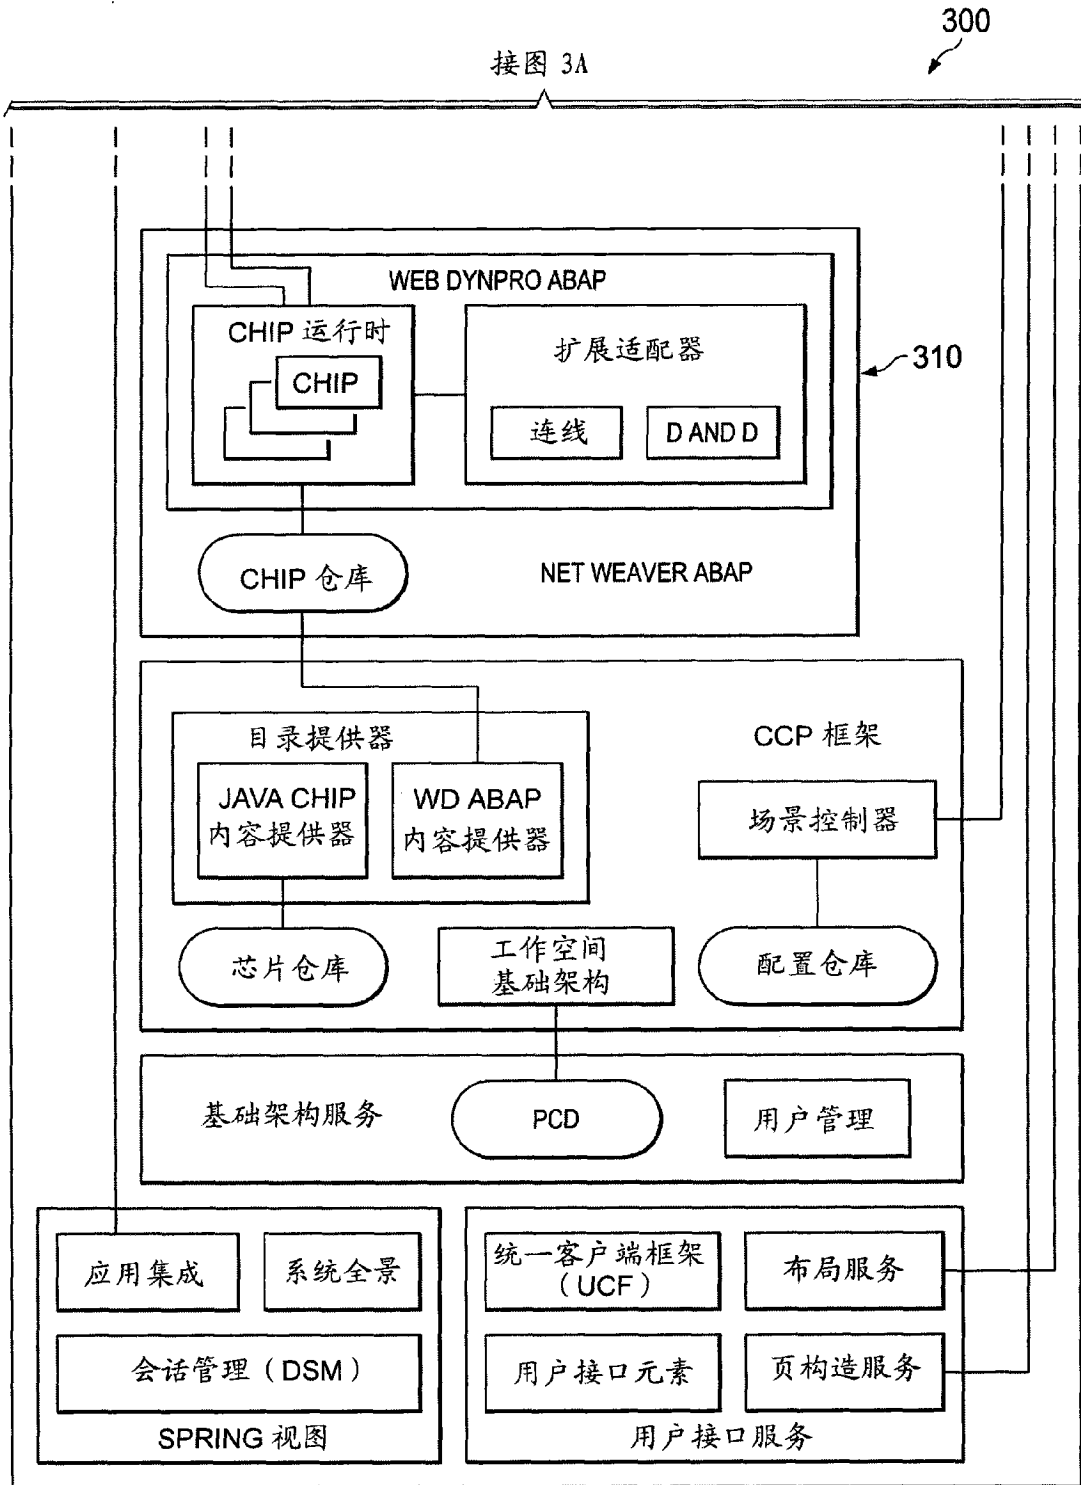 300
接图 3A
WEB DYNPRO ABAP
CHIP 运行时
CHIP
扩展适配器
连线
D AND D
310
CHIP 仓库
NET WEAVER ABAP
目录提供器
CCP 框架
JAVA CHIP
内容提供器
WD ABAP
内容提供器
场景控制器
芯片仓库
工作空间
基础架构
配置仓库
基础架构服务
PCD
用户管理
应用集成
系统全景
统一客户端框架
(UCF)
布局服务
会话管理(DSM)
用户接口元素
页构造服务
SPRING 视图
用户接口服务